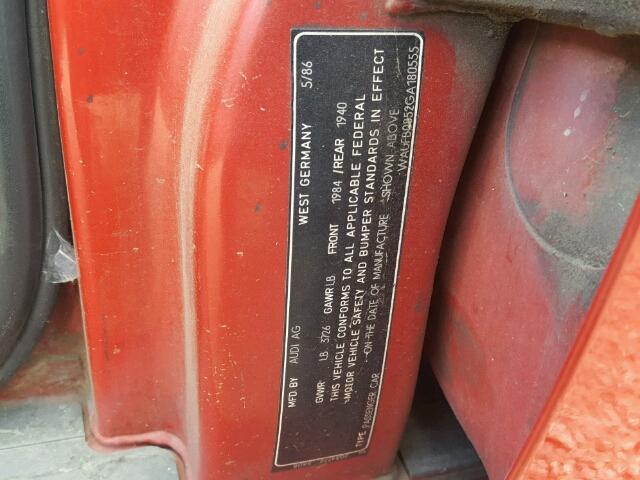 MFD. BY AUDI AG WEST GERMANY 5/86
GVWR: LB 3726 GAWR LB FRONT 1984 / REAR 1940
THIS VEHICLE CONFORMS TO ALL APPLICABLE FEDERAL
MOTOR VEHICLE SAFETY AND BUMPER STANDARDS IN EFFECT
ON THE DATE OF MANUFACTURE SHOWN ABOVE
TYPE PASSENGER CAR